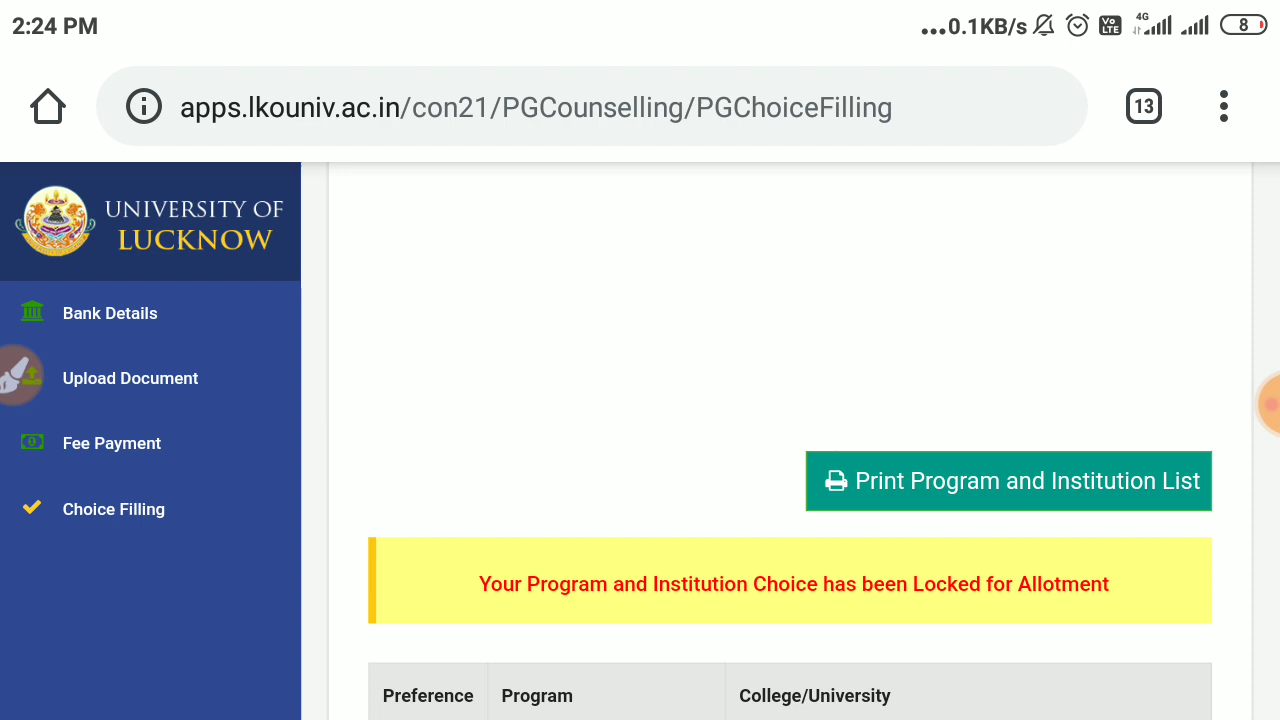 2:24 PM
...0.1KB/s
Vo LTE
4G
8
apps.lkouniv.ac.in/con21/PGCounselling/PGChoiceFilling
13
UNIVERSITY OF
LUCKNOW
Bank Details
Upload Document
Fee Payment
Choice Filling
Print Program and Institution List
Your Program and Institution Choice has been Locked for Allotment
Preference Program College/University